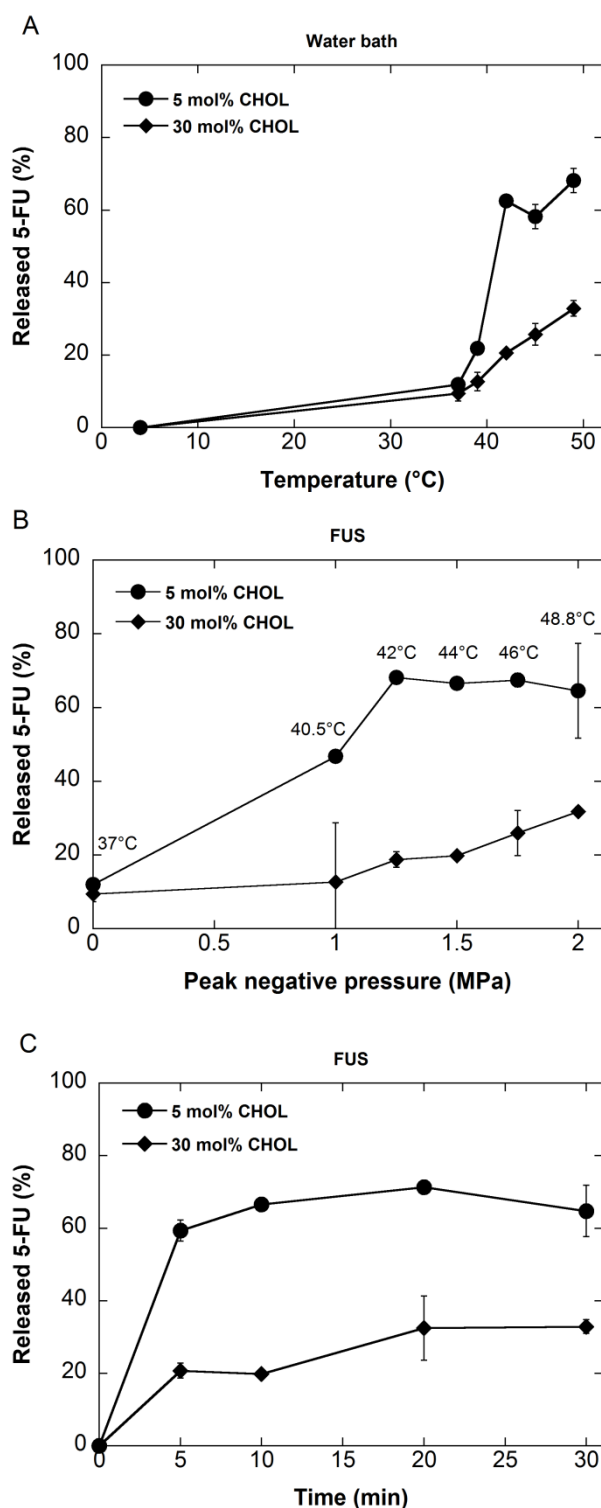 A
Water bath
100
80
60
40
20
0
5 mol% CHOL
30 mol% CHOL
Released 5-FU (%)
0 10 20 30 40 50
Temperature (°C)
B
FUS
100
80
60
40
20
0
5 mol% CHOL
30 mol% CHOL
48.8°C
42°C 44°C 46°C
40.5°C
37°C
Released 5-FU (%)
0 0.5 1 1.5 2
Peak negative pressure (MPa)
C
FUS
100
80
60
40
20
0
5 mol% CHOL
30 mol% CHOL
Released 5-FU (%)
0 5 10 15 20 25 30
Time (min)